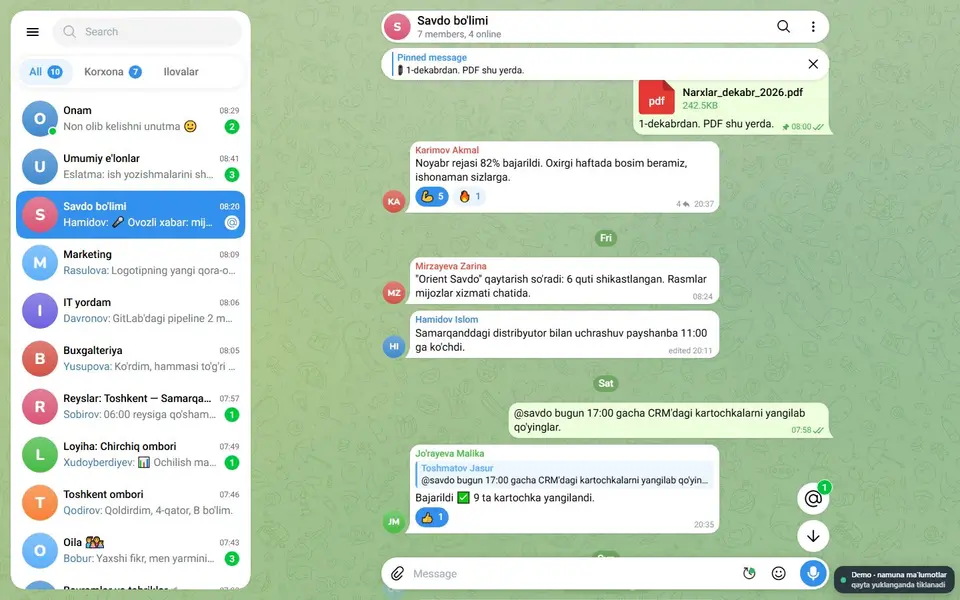 Search
All 10
Korxona 7
Ilovalar
Onam 08:29
Non olib kelishni unutma 🙂 2
Umumiy e'lonlar 08:41
Eslatma: ish yozishmalarini sh... 3
Savdo bo'limi 08:20
Hamidov: 🎤 Ovozli xabar: mij... @
Marketing 08:09
Rasulova: Logotipning yangi qora-o...
IT yordam 08:06
Davronov: GitLab'dagi pipeline 2 m...
Buxgalteriya 08:05
Yusupova: Ko'rdim, hammasi to'g'ri ...
Reyslar: Toshkent — Samarqa... 07:57
Sobirov: 06:00 reysiga qo'sham... 1
Loyiha: Chirchiq ombori 07:49
Xudoyberdiyev: 📊 Ochilish ma... 1
Toshkent ombori 07:46
Qodirov: Qoldirdim, 4-qator, B bo'lim.
Oila 07:43
Bobur: Yaxshi fikr, men yarmini... 3
S
Savdo bo'limi
7 members, 4 online
Pinned message
1-dekabrdan. PDF shu yerda.
pdf
Narxlar_dekabr_2026.pdf
242.5KB
1-dekabrdan. PDF shu yerda. 08:00
Karimov Akmal
Noyabr rejasi 82% bajarildi. Oxirgi haftada bosim beramiz,
ishonaman sizlarga.
💪 5 🔥 1
4 20:37
KA
Fri
Mirzayeva Zarina
"Orient Savdo" qaytarish so'radi: 6 quti shikastlangan. Rasmlar
mijozlar xizmati chatida. 08:24
MZ
Hamidov Islom
Samarqanddagi distribyutor bilan uchrashuv payshanba 11:00
ga ko'chdi. edited 20:11
HI
Sat
@savdo bugun 17:00 gacha CRM'dagi kartochkalarni yangilab
qo'yinglar. 07:58
Jo'rayeva Malika
Toshmatov Jasur
@savdo bugun 17:00 gacha CRM'dagi kartochkalarni yangilab qo'yin...
Bajarildi ✅ 9 ta kartochka yangilandi.
👍 1
20:35
JM
@ 1
Message
Demo · namuna ma'lumotlar
qayta yuklanganda tiklanadi